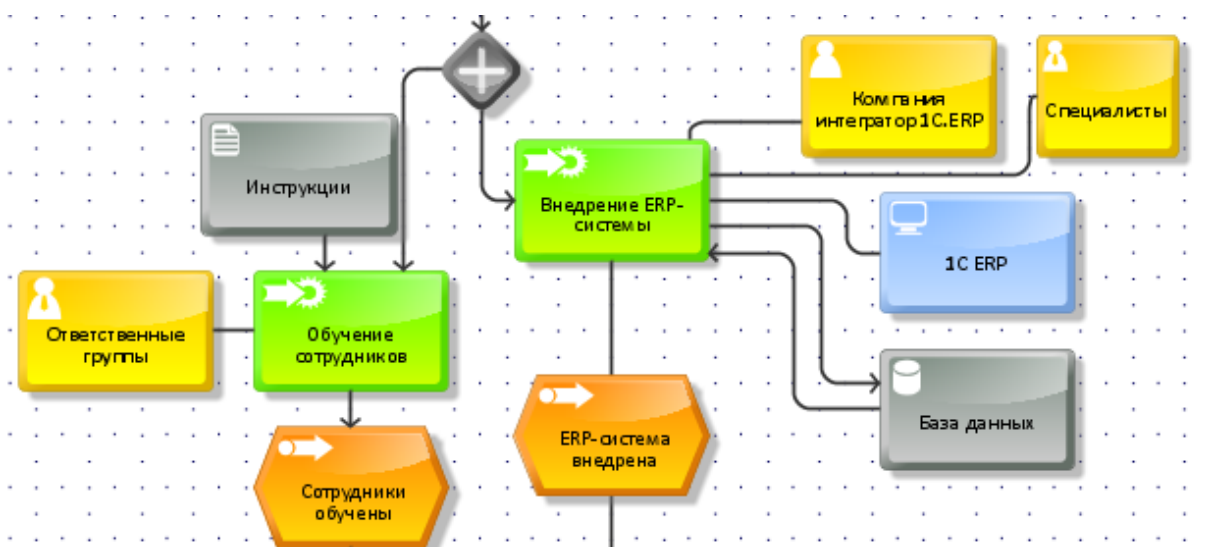 Компания
интегратор 1С.ERP
Специалисты
Инструкции
Внедрение ERP-
системы
1С ERP
Ответственные
группы
Обучение
сотрудников
База данных
ERP-система
внедрена
Сотрудники
обучены